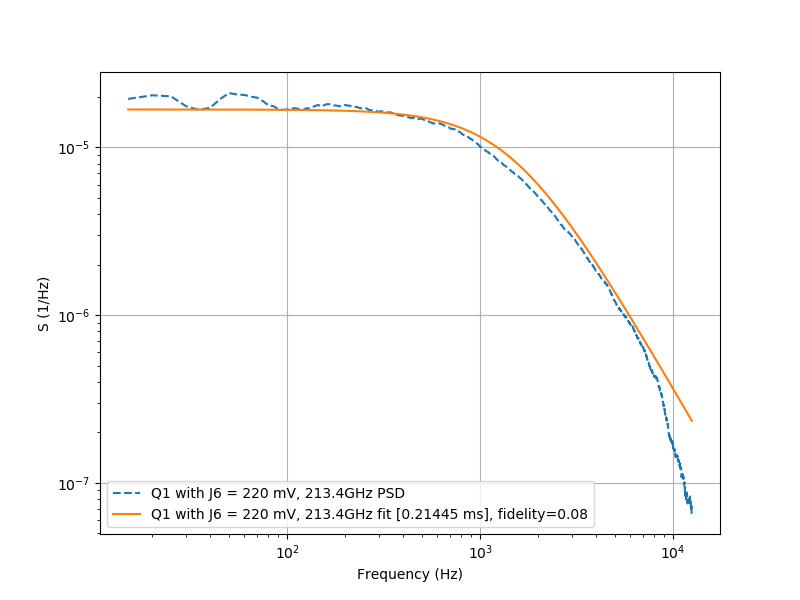 10⁻⁵
10⁻⁶
10⁻⁷
S (1/Hz)
Q1 with J6 = 220 mV, 213.4GHz PSD
Q1 with J6 = 220 mV, 213.4GHz fit [0.21445 ms], fidelity=0.08
10² 10³ 10⁴
Frequency (Hz)